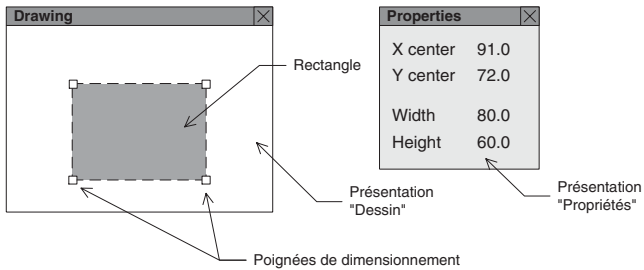 Drawing
Properties
X center 91.0
Y center 72.0
Width 80.0
Height 60.0
Rectangle
Présentation
"Dessin"
Présentation
"Propriétés"
Poignées de dimensionnement